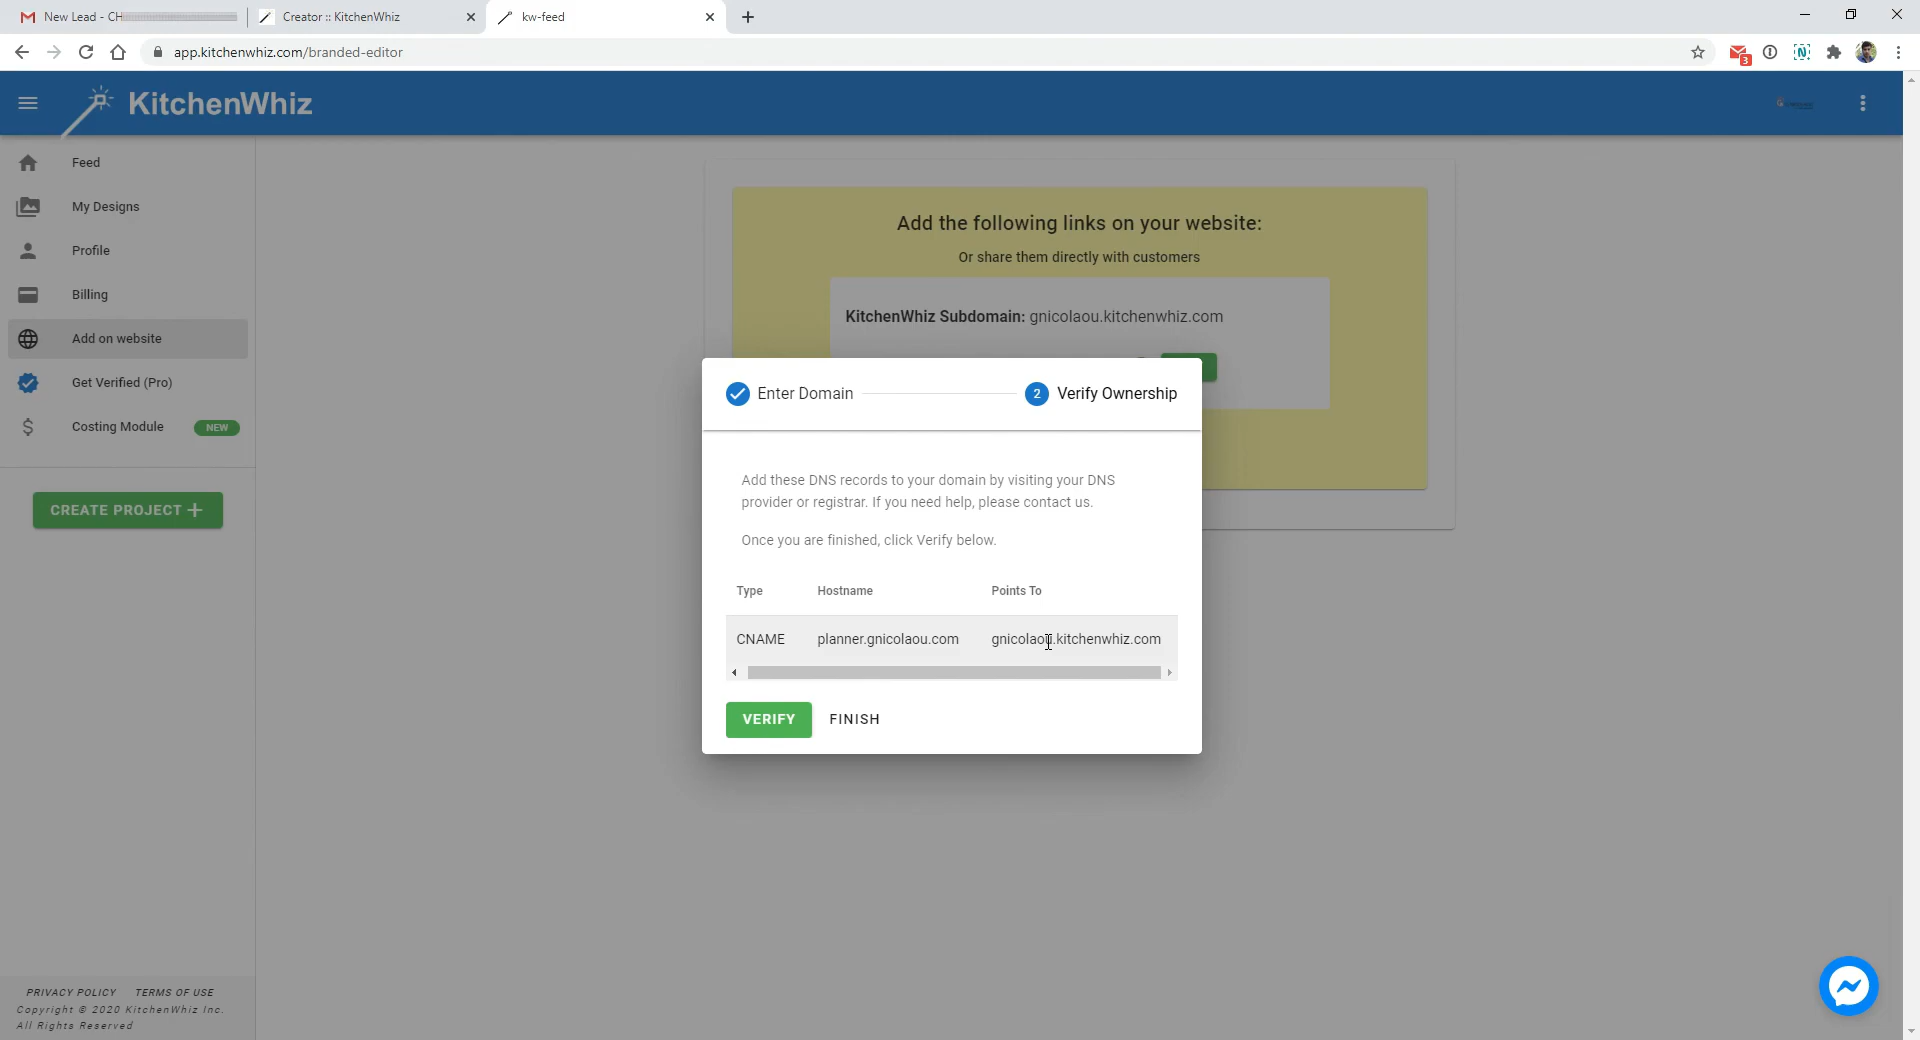 New Lead - CH
Creator :: KitchenWhiz
kw-feed
app.kitchenwhiz.com/branded-editor
3
N
KitchenWhiz
Feed
My Designs
Profile
Billing
Add on website
Get Verified (Pro)
Costing Module NEW
CREATE PROJECT +
Add the following links on your website:
Or share them directly with customers
KitchenWhiz Subdomain: gnicolaou.kitchenwhiz.com
Enter Domain
2 Verify Ownership
Add these DNS records to your domain by visiting your DNS
provider or registrar. If you need help, please contact us.
Once you are finished, click Verify below.
Type Hostname Points To
CNAME planner.gnicolaou.com gnicolaou.kitchenwhiz.com
VERIFY FINISH
PRIVACY POLICY TERMS OF USE
Copyright © 2020 KitchenWhiz Inc.
All Rights Reserved